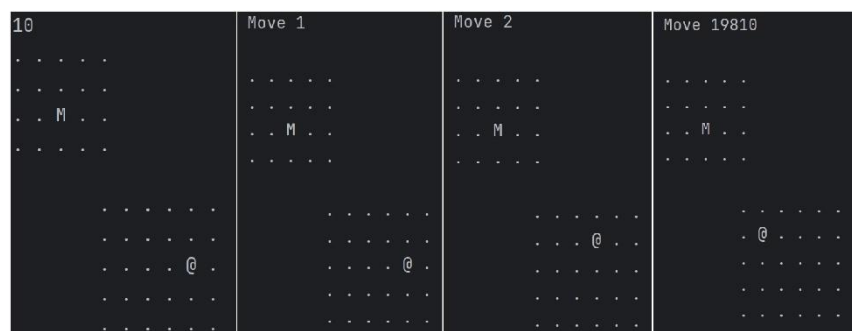 10
. . . . .
. . . . .
. . M . .
. . . . .
. . . . . .
. . . . . .
. . . . @ .
. . . . . .
. . . . . .
Move 1
. . . . .
. . . . .
. . M . .
. . . . .
. . . . . .
. . . . . .
. . . . @ .
. . . . . .
. . . . . .
Move 2
. . . . .
. . . . .
. . M . .
. . . . .
. . . . . .
. . . @ . .
. . . . . .
. . . . . .
. . . . . .
Move 19810
. . . . .
. . . . .
. . M . .
. . . . .
. . . . . .
. @ . . . .
. . . . . .
. . . . . .
. . . . . .